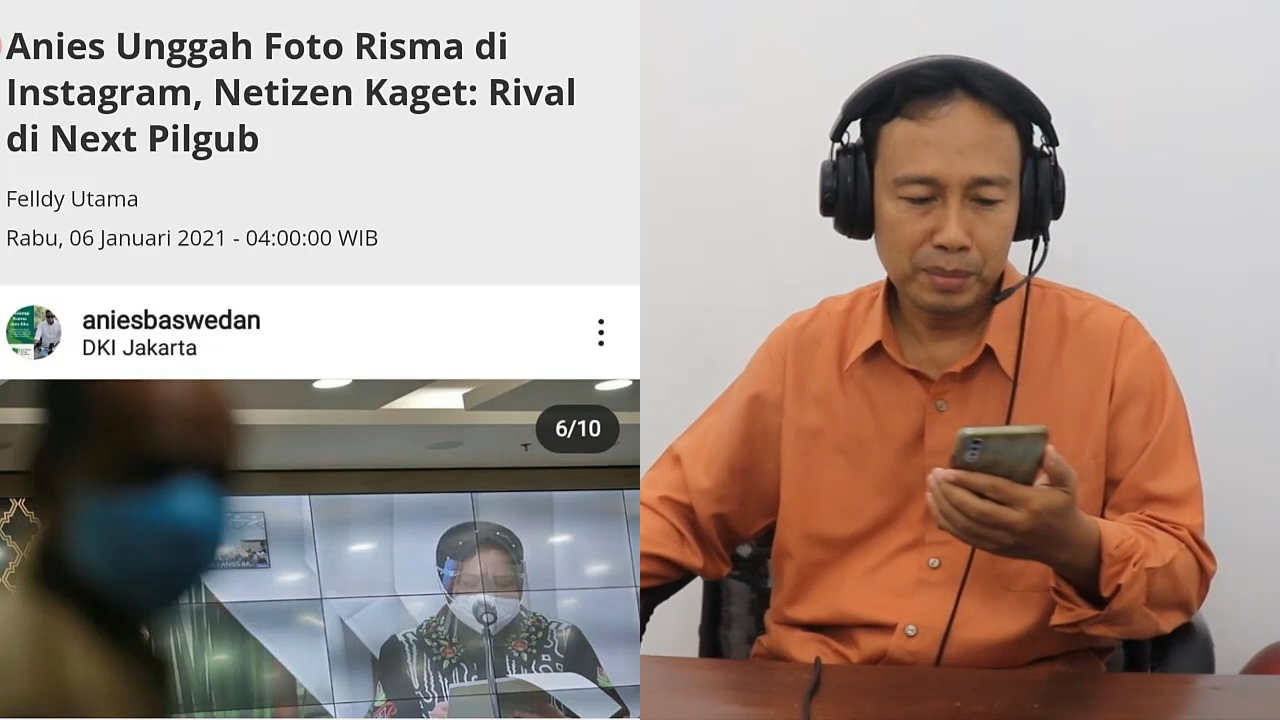 Anies Unggah Foto Risma di
Instagram, Netizen Kaget: Rival
di Next Pilgub
Felldy Utama
Rabu, 06 Januari 2021 - 04:00:00 WIB
aniesbaswedan
DKI Jakarta
6/10